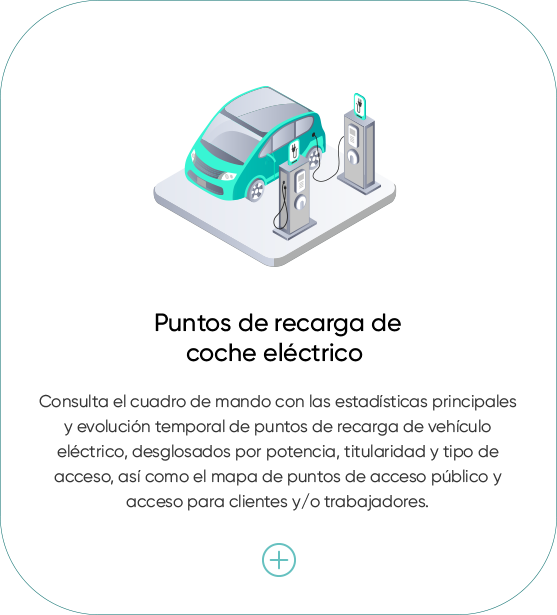 Puntos de recarga de
coche eléctrico
Consulta el cuadro de mando con las estadísticas principales
y evolución temporal de puntos de recarga de vehículo
eléctrico, desglosados por potencia, titularidad y tipo de
acceso, así como el mapa de puntos de acceso público y
acceso para clientes y/o trabajadores.